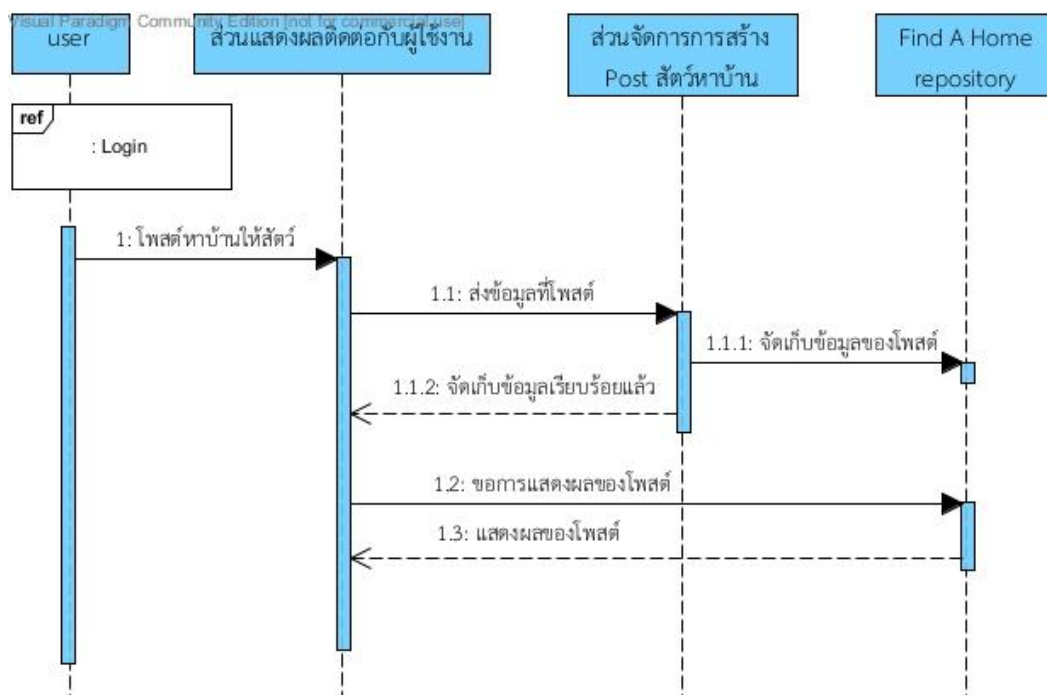 Visual Paradigm Community Edition [not for commercial use]
user
ส่วนแสดงผลติดต่อกับผู้ใช้งาน
ส่วนจัดการการสร้าง
Post สัตว์หาบ้าน
Find A Home
repository
ref
: Login
1: โพสต์หาบ้านให้สัตว์
1.1: ส่งข้อมูลที่โพสต์
1.1.1: จัดเก็บข้อมูลของโพสต์
1.1.2: จัดเก็บข้อมูลเรียบร้อยแล้ว
1.2: ขอการแสดงผลของโพสต์
1.3: แสดงผลของโพสต์